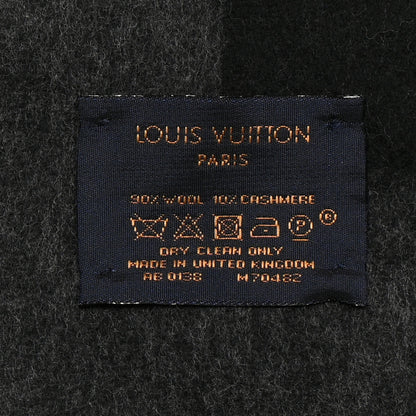 LOUIS VUITTON
PARIS
90% WOOL 10% CASHMERE
P ®
DRY CLEAN ONLY
MADE IN UNITED KINGDOM
AB 0138 M70482